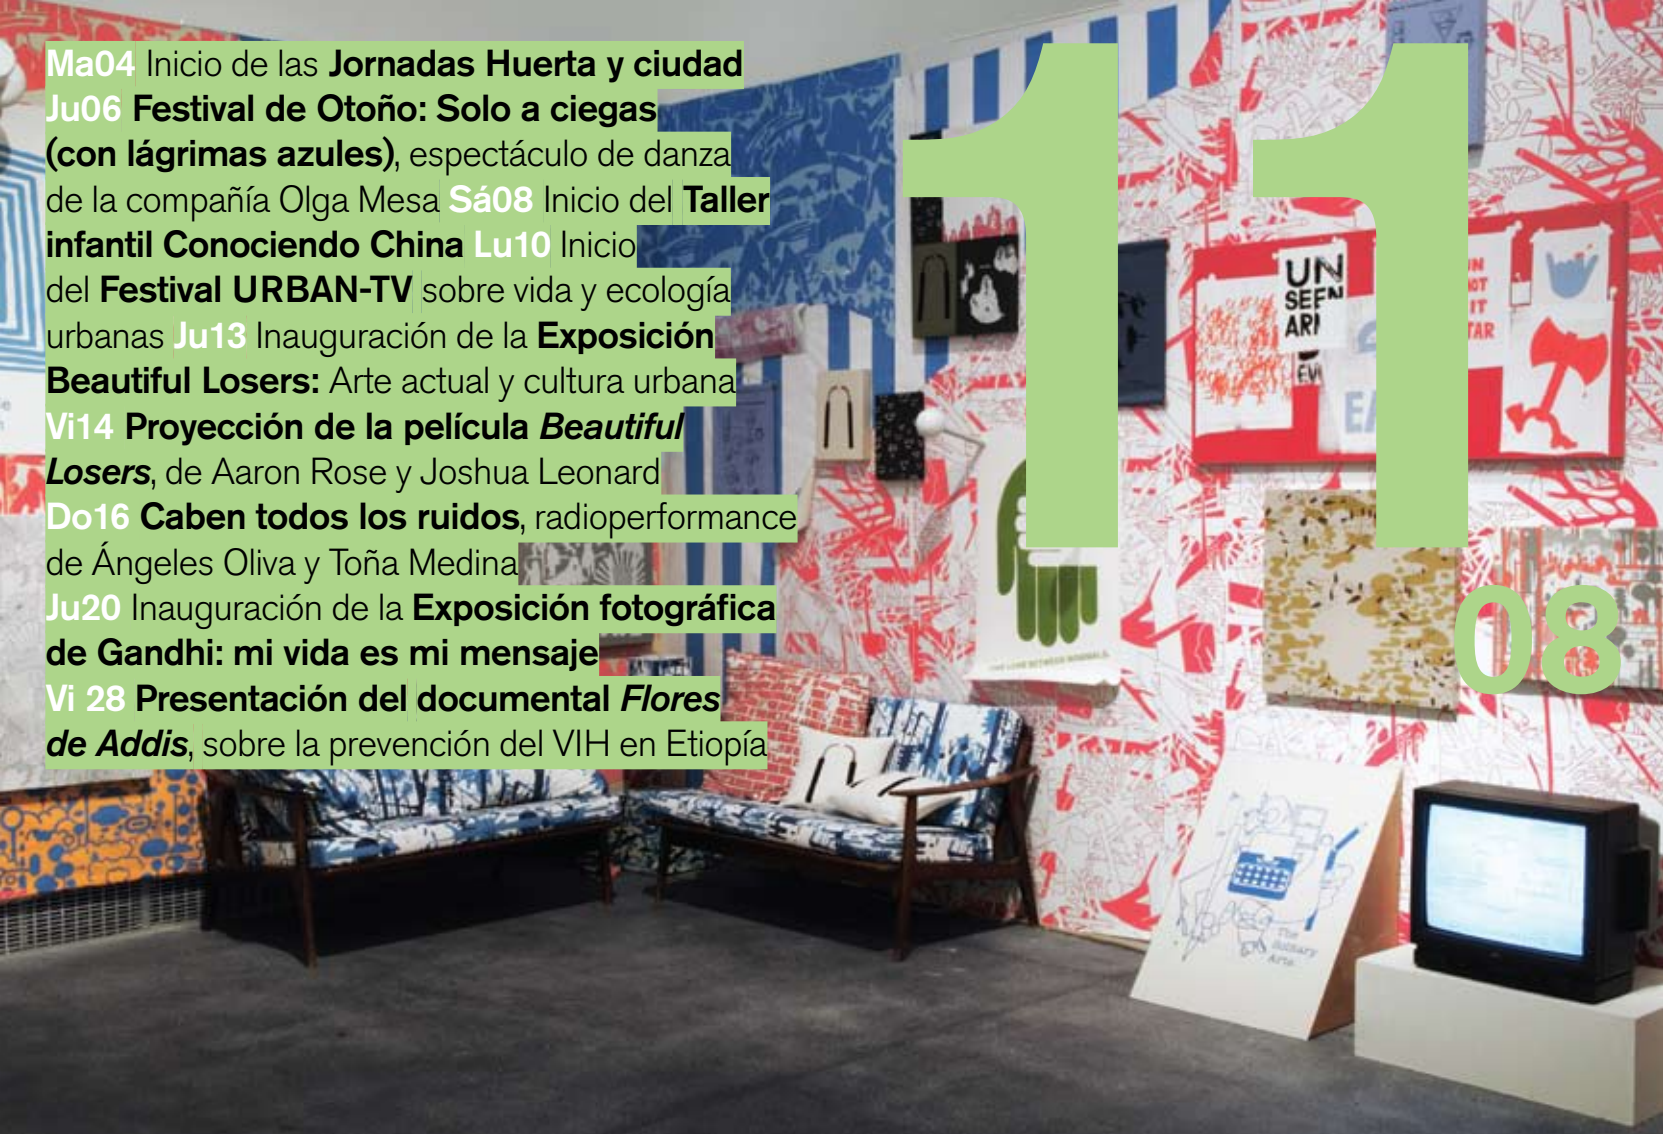 Ma04 Inicio de las Jornadas Huerta y ciudad
Ju06 Festival de Otoño: Solo a ciegas
(con lágrimas azules), espectáculo de danza
de la compañía Olga Mesa Sá08 Inicio del Taller
infantil Conociendo China Lu10 Inicio
del Festival URBAN-TV sobre vida y ecología
urbanas Ju13 Inauguración de la Exposición
Beautiful Losers: Arte actual y cultura urbana
Vi14 Proyección de la película Beautiful
Losers, de Aaron Rose y Joshua Leonard
Do16 Caben todos los ruidos, radioperformance
de Ángeles Oliva y Toña Medina
Ju20 Inauguración de la Exposición fotográfica
de Gandhi: mi vida es mi mensaje
Vi 28 Presentación del documental Flores
de Addis, sobre la prevención del VIH en Etiopía
11
08
UN
SEEN
The
Arts